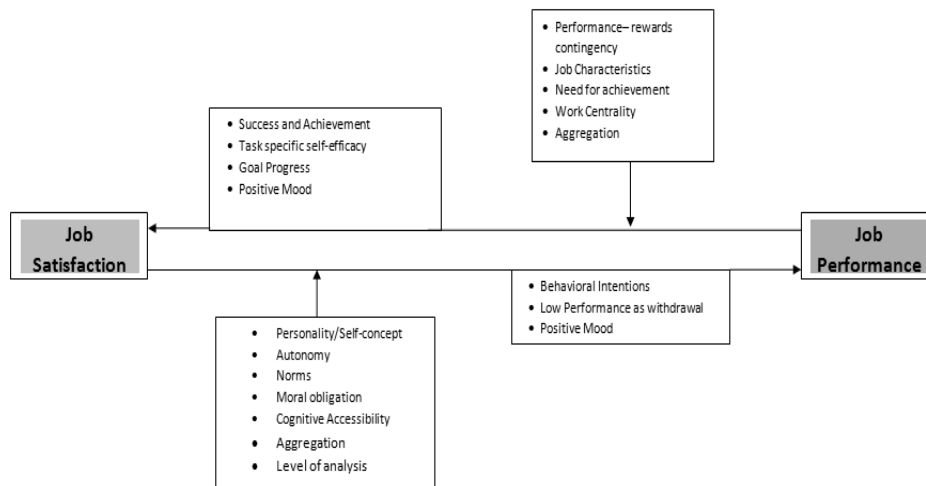 • Performance– rewards
contingency
• Job Characteristics
• Need for achievement
• Work Centrality
• Aggregation
• Success and Achievement
• Task specific self-efficacy
• Goal Progress
• Positive Mood
Job
Satisfaction
Job
Performance
• Behavioral Intentions
• Low Performance as withdrawal
• Positive Mood
• Personality/Self-concept
• Autonomy
• Norms
• Moral obligation
• Cognitive Accessibility
• Aggregation
• Level of analysis